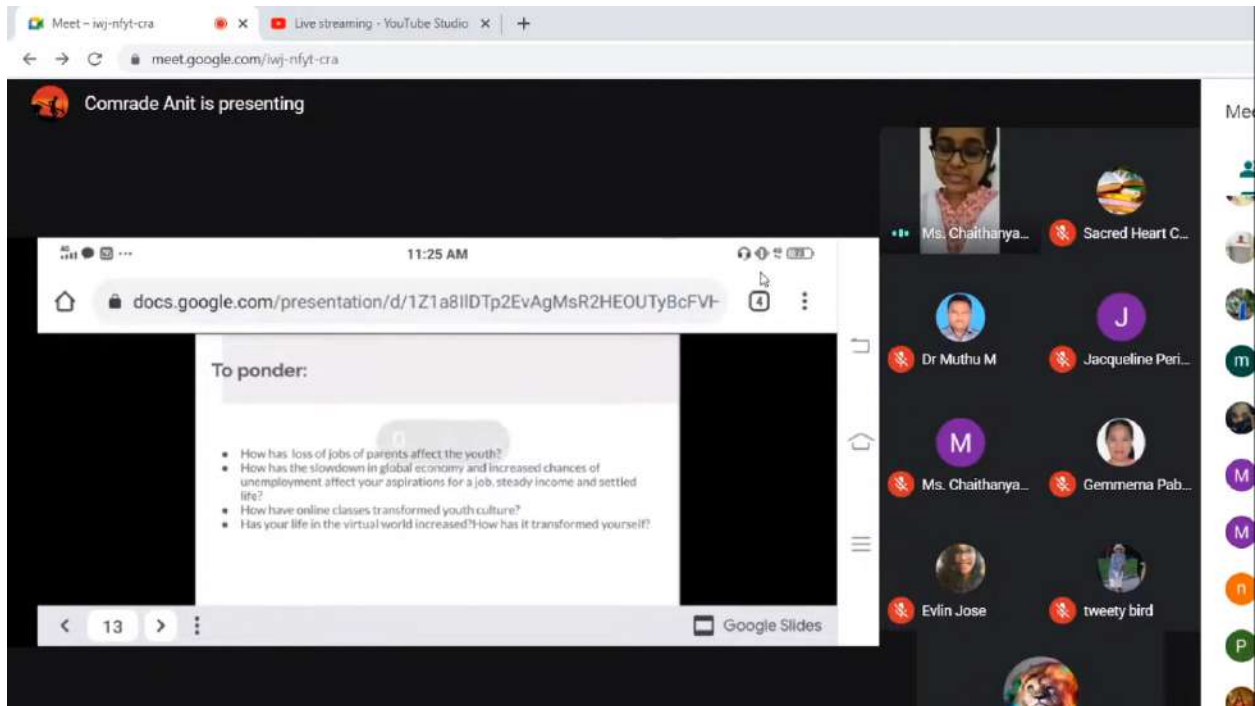 Meet – iwj-nfyt-cra
Live streaming - YouTube Studio
meet.google.com/iwj-nfyt-cra
Comrade Anit is presenting
11:25 AM
docs.google.com/presentation/d/1Z1a8IlDTp2EvAgMsR2HEOUTyBcFVH
4
To ponder:
How has loss of jobs of parents affect the youth?
How has the slowdown in global economy and increased chances of
unemployment affect your aspirations for a job, steady income and settled
life?
How have online classes transformed youth culture?
Has your life in the virtual world increased?How has it transformed yourself?
13
Google Slides
Ms. Chaithanya...
Sacred Heart C...
Dr Muthu M
J
Jacqueline Peri...
M
Ms. Chaithanya...
Gemmema Pab...
Evlin Jose
tweety bird
Mee
m
M
M
n
P